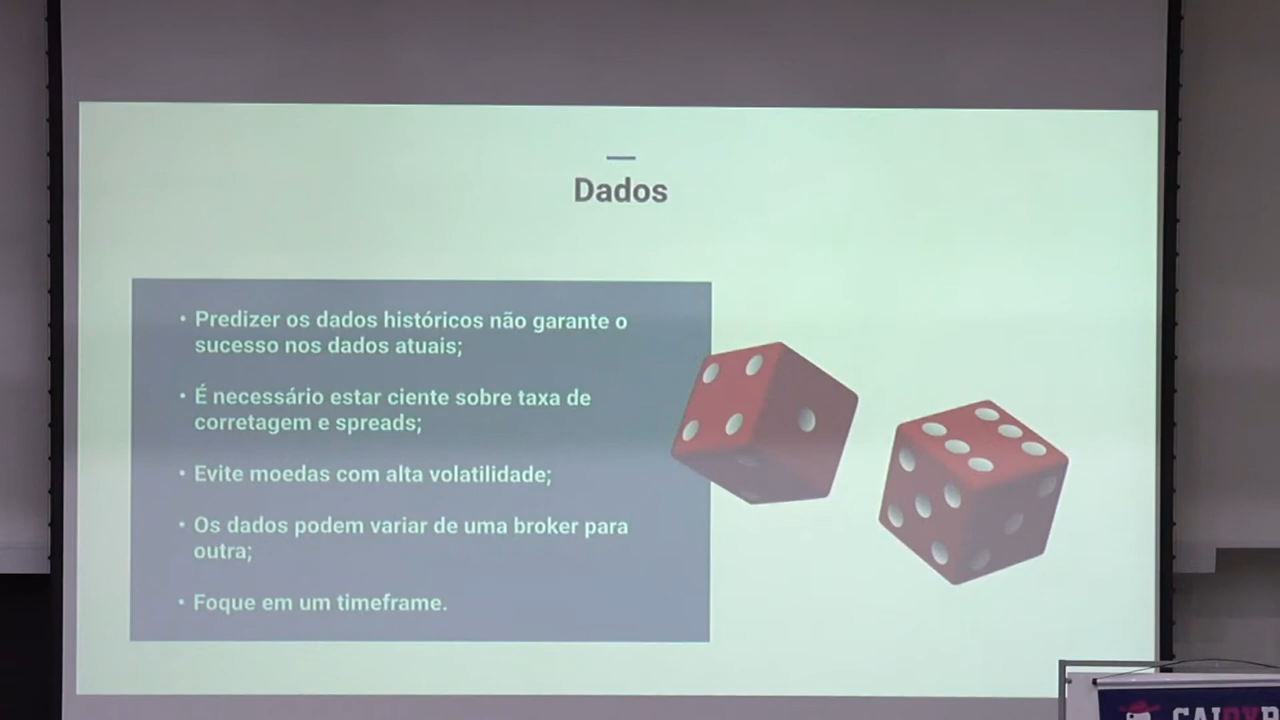 Dados
• Predizer os dados históricos não garante o
sucesso nos dados atuais;
• É necessário estar ciente sobre taxa de
corretagem e spreads;
• Evite moedas com alta volatilidade;
• Os dados podem variar de uma broker para
outra;
• Foque em um timeframe.